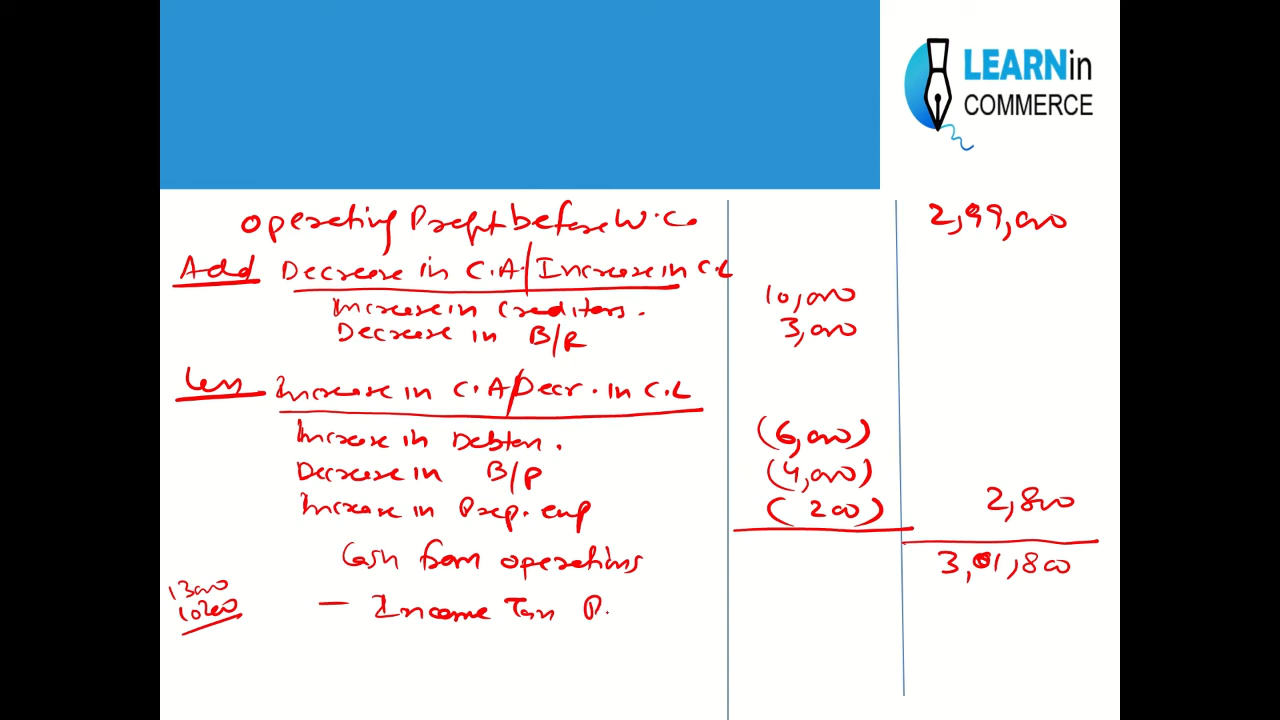 LEARNin
COMMERCE
Operating Profit before W.Co 2,99,000
Add Decrease in C.A./Increase in C.L
Increase in Creditors. 10,000
Decrease in B/R 3,000
Less Increase in C.A/Decr. in C.L
Increase in Debtors. (6,000)
Decrease in B/P (4,000)
Increase in Prep. exp (200) 2,800
Cash from operations 3,01,800
13000
10200
— Income Tax P.